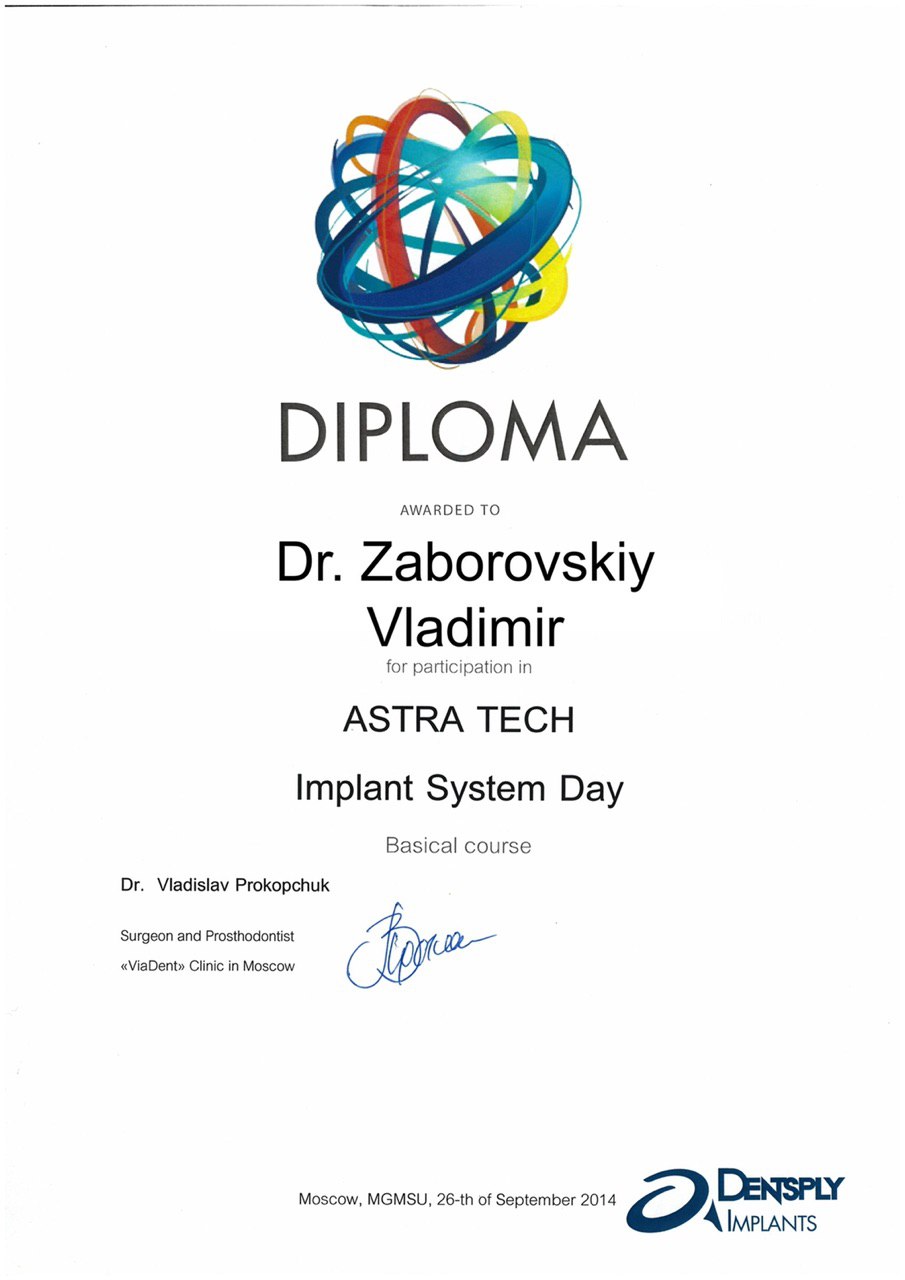 DIPLOMA
AWARDED TO
Dr. Zaborovskiy
Vladimir
for participation in
ASTRA TECH
Implant System Day
Basical course
Dr. Vladislav Prokopchuk
Surgeon and Prosthodontist
«ViaDent» Clinic in Moscow
Moscow, MGMSU, 26-th of September 2014
DENTSPLY
IMPLANTS